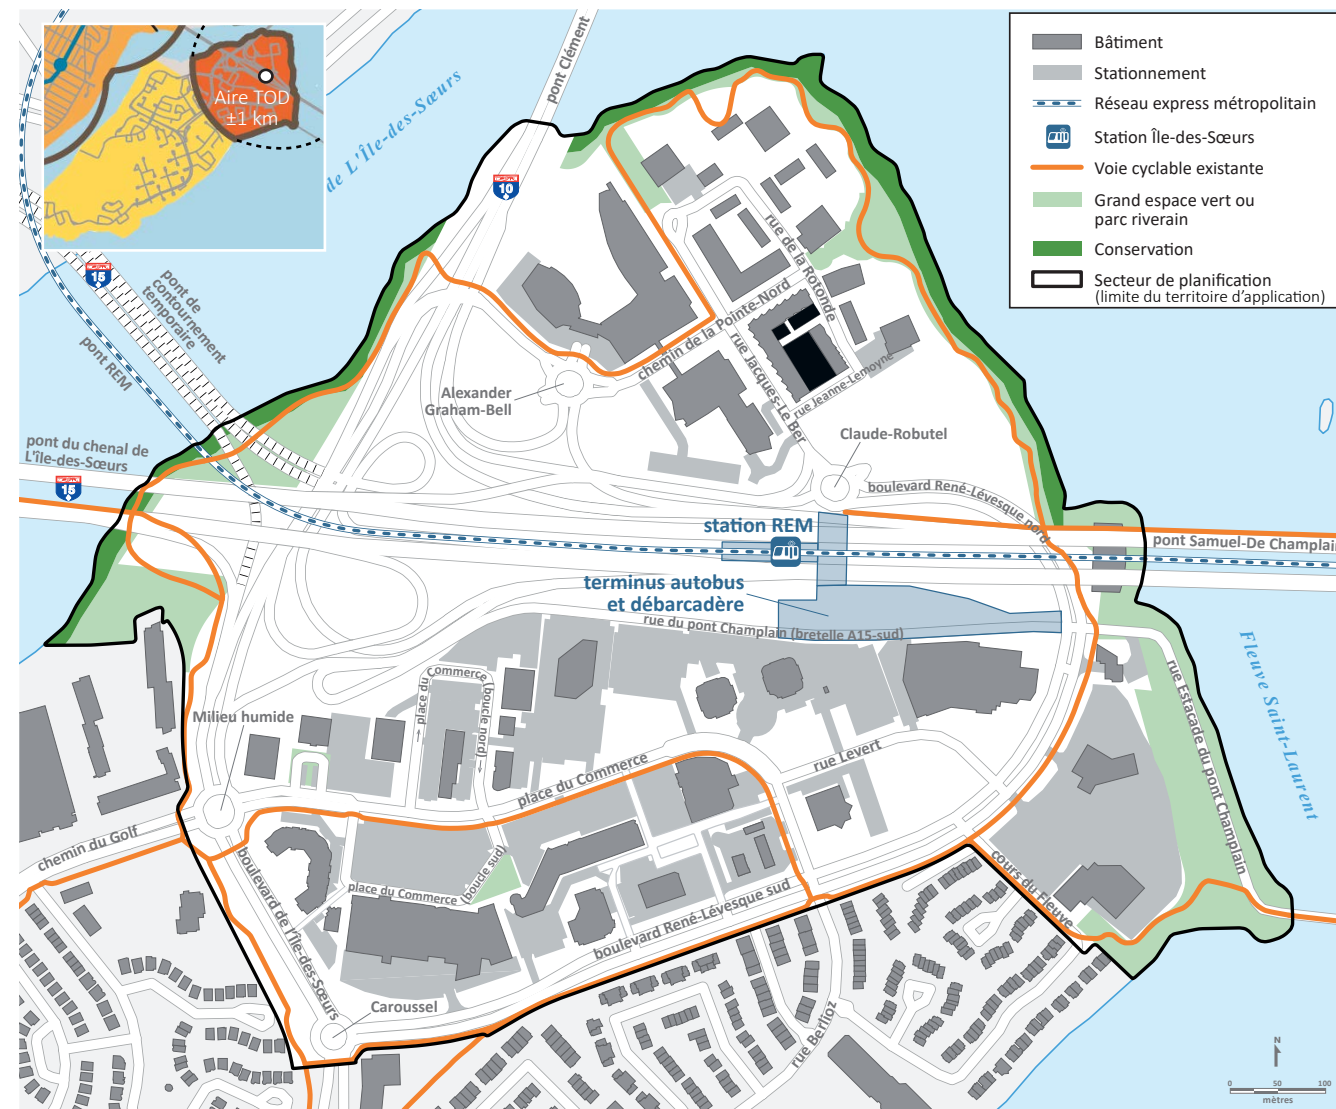 Aire TOD
±1 km
de L'Île-des-Sœurs
pont Clément
10
Bâtiment
Stationnement
Réseau express métropolitain
Station Île-des-Sœurs
Voie cyclable existante
Grand espace vert ou
parc riverain
Conservation
Secteur de planification
(limite du territoire d'application)
15
pont de
contournement
temporaire
pont REM
rue de la Rotonde
chemin de la Pointe-Nord
rue Jacques-Le Ber
rue Jeanne-Lemoyne
Alexander
Graham-Bell
Claude-Robutel
pont du chenal de
L'Île-des-Sœurs
15
boulevard René-Lévesque nord
station REM
pont Samuel-De Champlain
terminus autobus
et débarcadère
rue du pont Champlain (bretelle A15-sud)
Fleuve Saint-Laurent
rue Estacade du pont Champlain
place du
Commerce
(boucle nord)
Milieu humide
rue Levert
place du Commerce
chemin du Golf
boulevard de l'Île-des-Sœurs
place du Commerce
(boucle sud)
cours du Fleuve
boulevard René-Lévesque sud
Caroussel
rue Berlioz
N
0 50 100
mètres